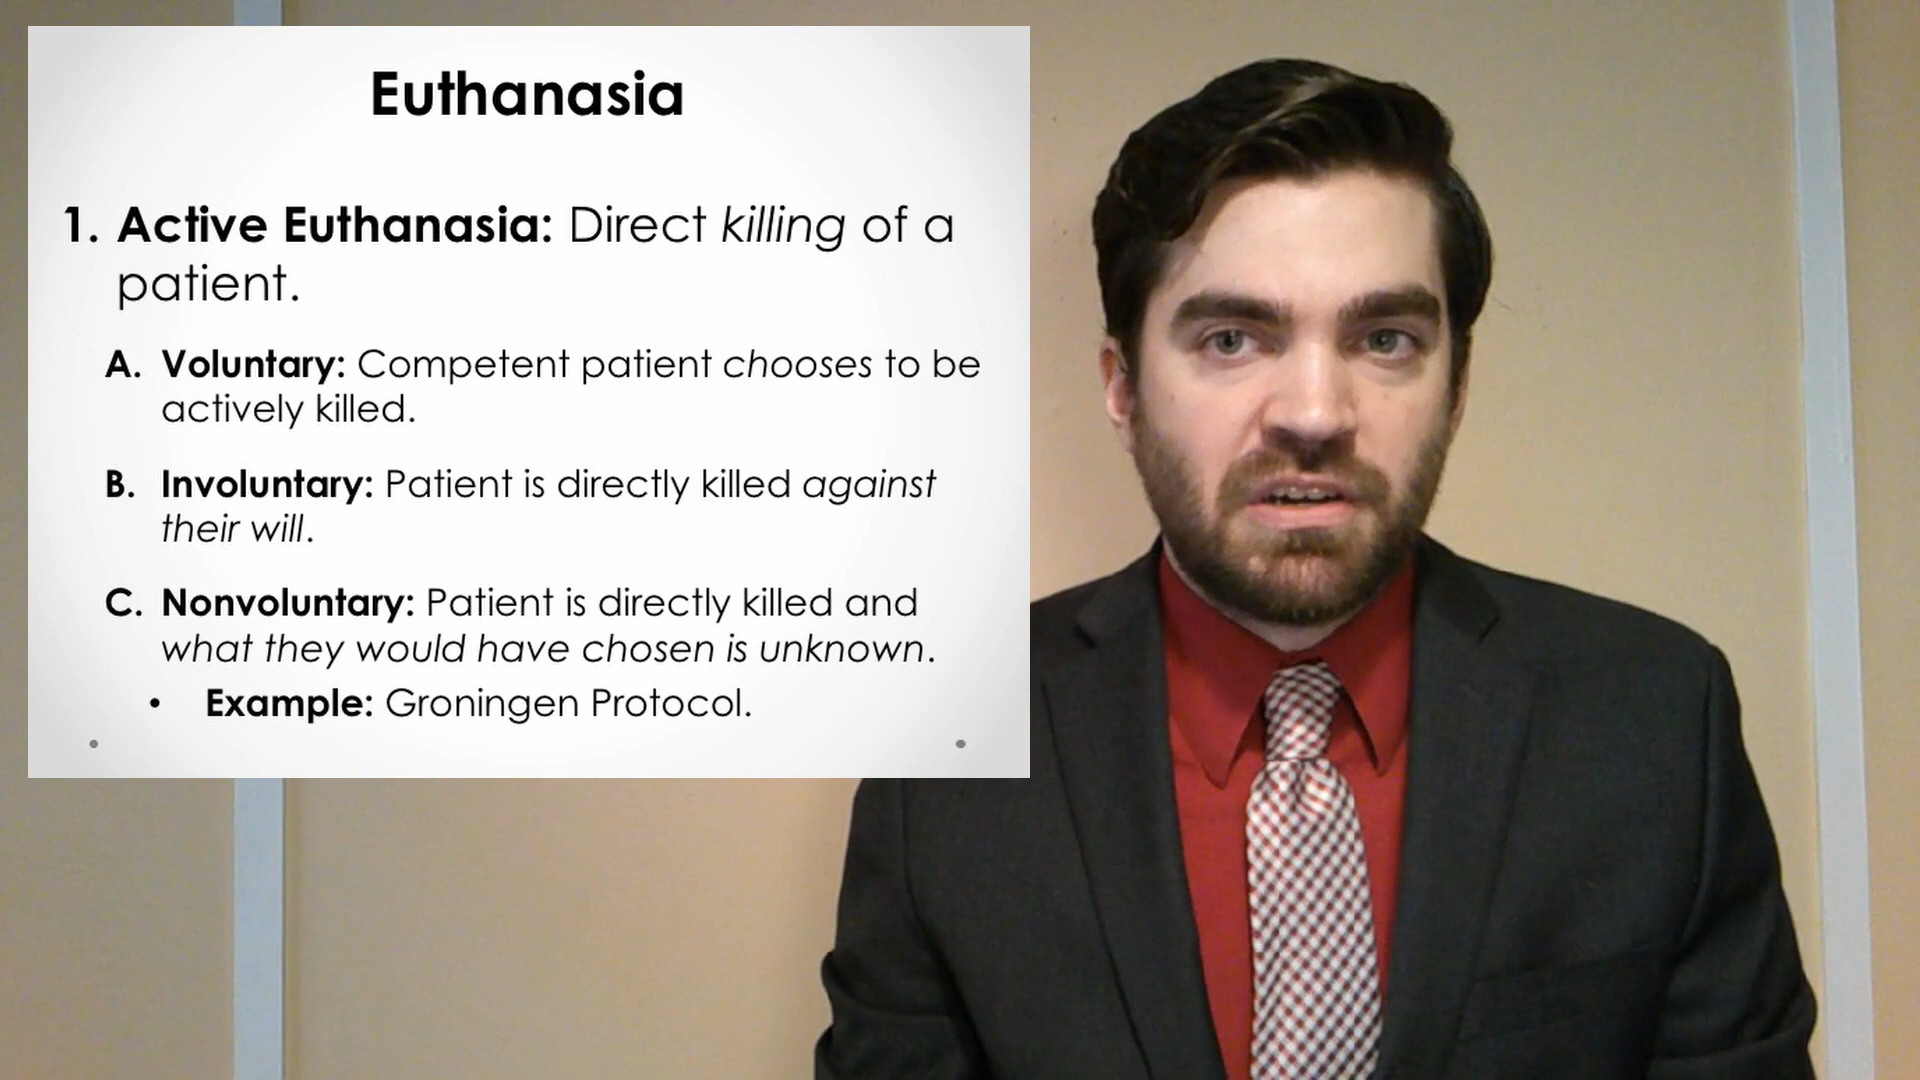 Euthanasia
1. Active Euthanasia: Direct killing of a
patient.
A. Voluntary: Competent patient chooses to be
actively killed.
B. Involuntary: Patient is directly killed against
their will.
C. Nonvoluntary: Patient is directly killed and
what they would have chosen is unknown.
• Example: Groningen Protocol.